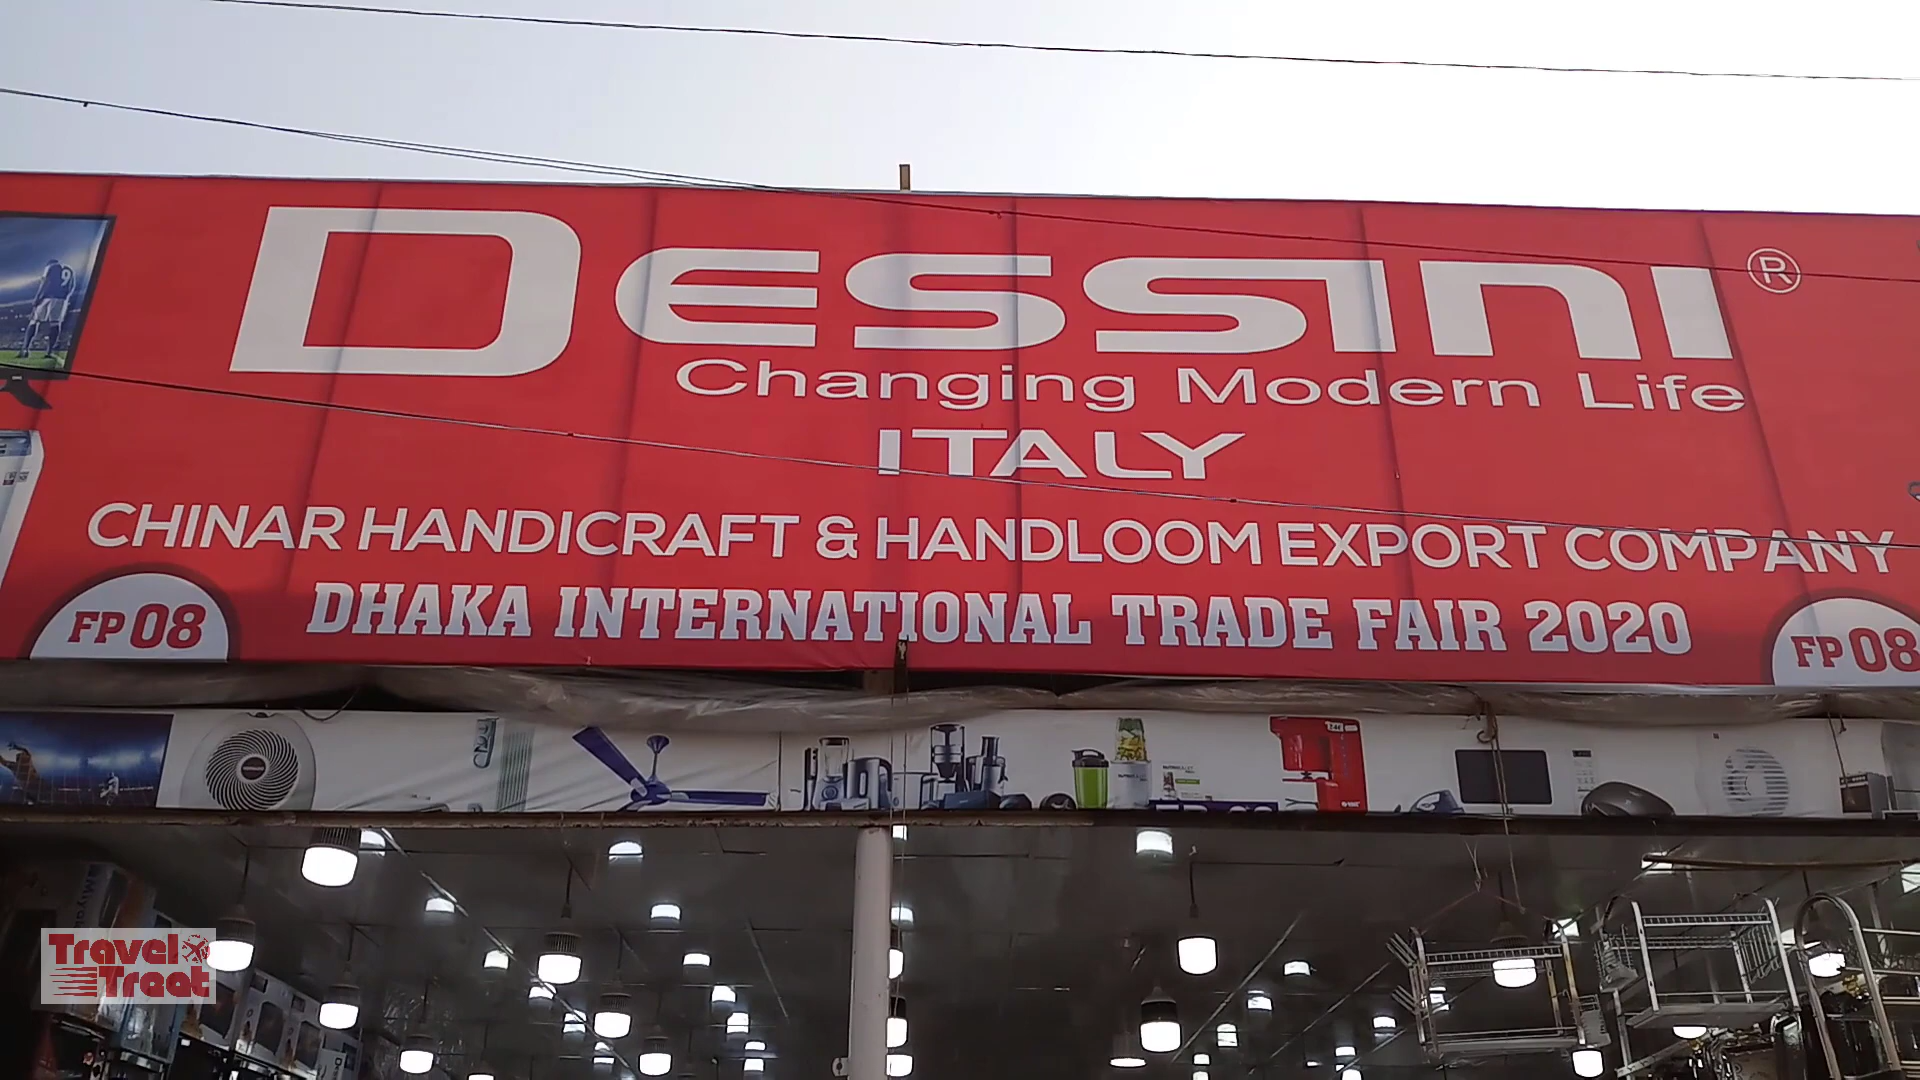 DESSINI ®
Changing Modern Life
ITALY
CHINAR HANDICRAFT & HANDLOOM EXPORT COMPANY
DHAKA INTERNATIONAL TRADE FAIR 2020
FP 08
FP 08
9
Travel
Treat